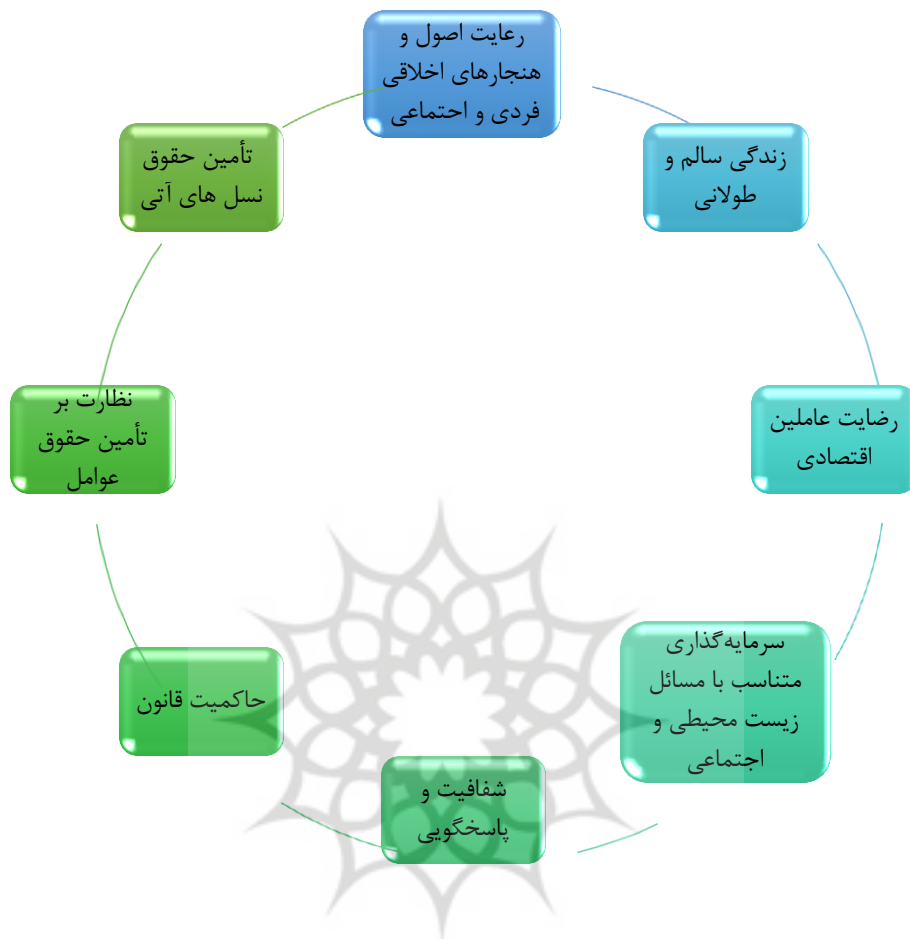 رعایت اصول و
هنجارهای اخلاقی
فردی و احتماعی
زندگی سالم و
طولانی
رضایت عاملین
اقتصادی
سرمایه‌گذاری
متناسب با مسائل
زیست محیطی و
اجتماعی
شفافیت و
پاسخگویی
حاکمیت قانون
نظارت بر
تأمین حقوق
عوامل
تأمین حقوق
نسل های آتی